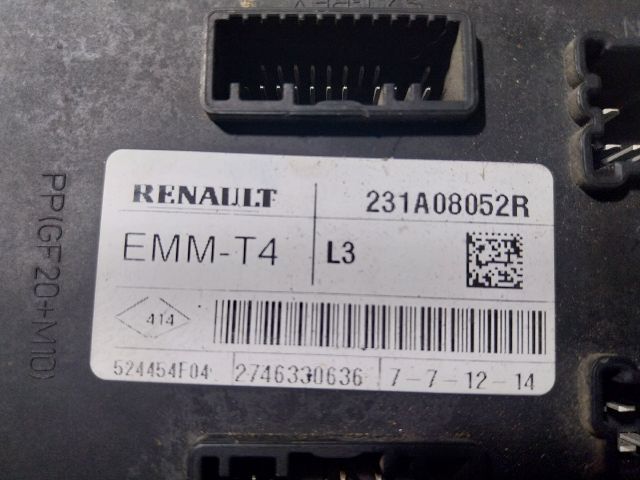 RENAULT 231A08052R
EMM-T4 L3
414
524454F04 2746330636 7-7-12-14
PP(GF20+M10)